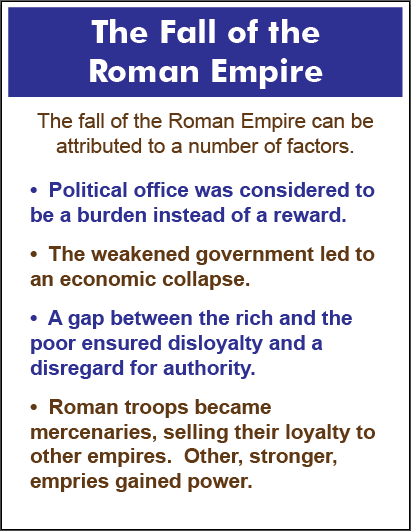 The Fall of the
Roman Empire
The fall of the Roman Empire can be
attributed to a number of factors.
• Political office was considered to
be a burden instead of a reward.
• The weakened government led to
an economic collapse.
• A gap between the rich and the
poor ensured disloyalty and a
disregard for authority.
• Roman troops became
mercenaries, selling their loyalty to
other empires.  Other, stronger,
empries gained power.